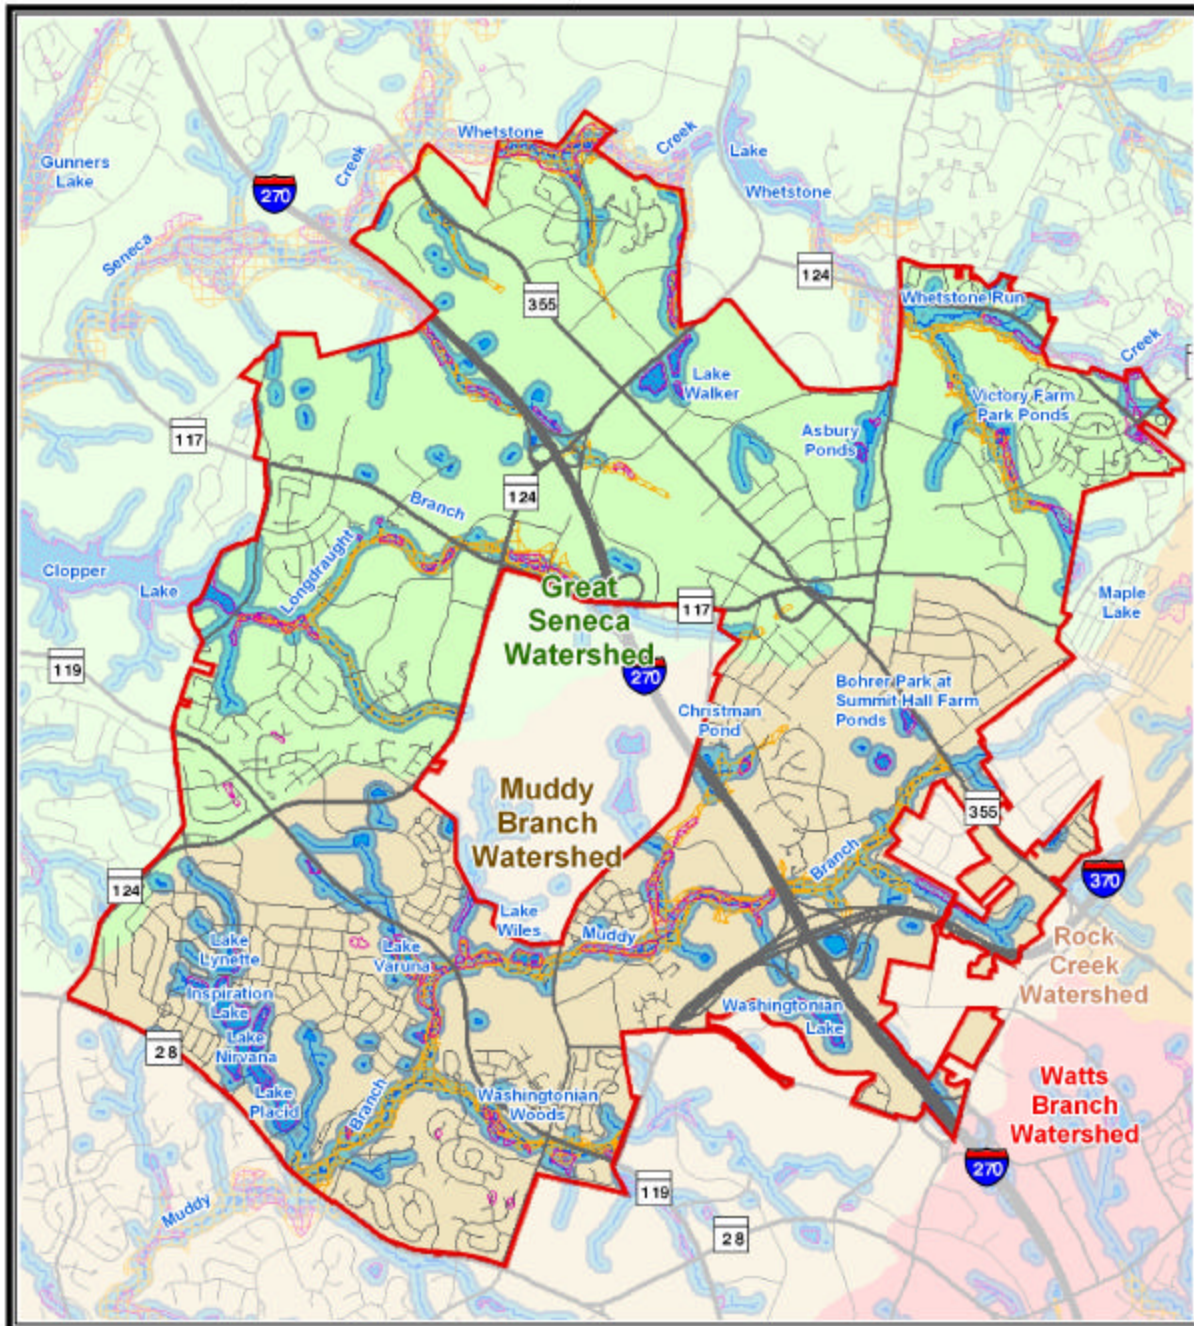 Whetstone
Creek
Creek
Lake
Whetstone
Gunners
Lake
270
Seneca
124
355
Whetstone Run
Creek
Lake
Walker
Victory Farm
Park Ponds
Asbury
Ponds
117
124
Branch
Longdraught
Clopper
Lake
Great
Seneca
Watershed
117
Maple
Lake
119
270
Bohrer Park at
Summit Hall Farm
Ponds
Christman
Pond
Muddy
Branch
Watershed
355
Branch
124
370
Lake
Wiles
Muddy
Lake
Lynette
Lake
Varuna
Rock
Creek
Watershed
Inspiration
Lake
Washingtonian
Lake
28
Lake
Nirvana
Lake
Placid
Branch
Washingtonian
Woods
Watts
Branch
Watershed
270
119
Muddy
28